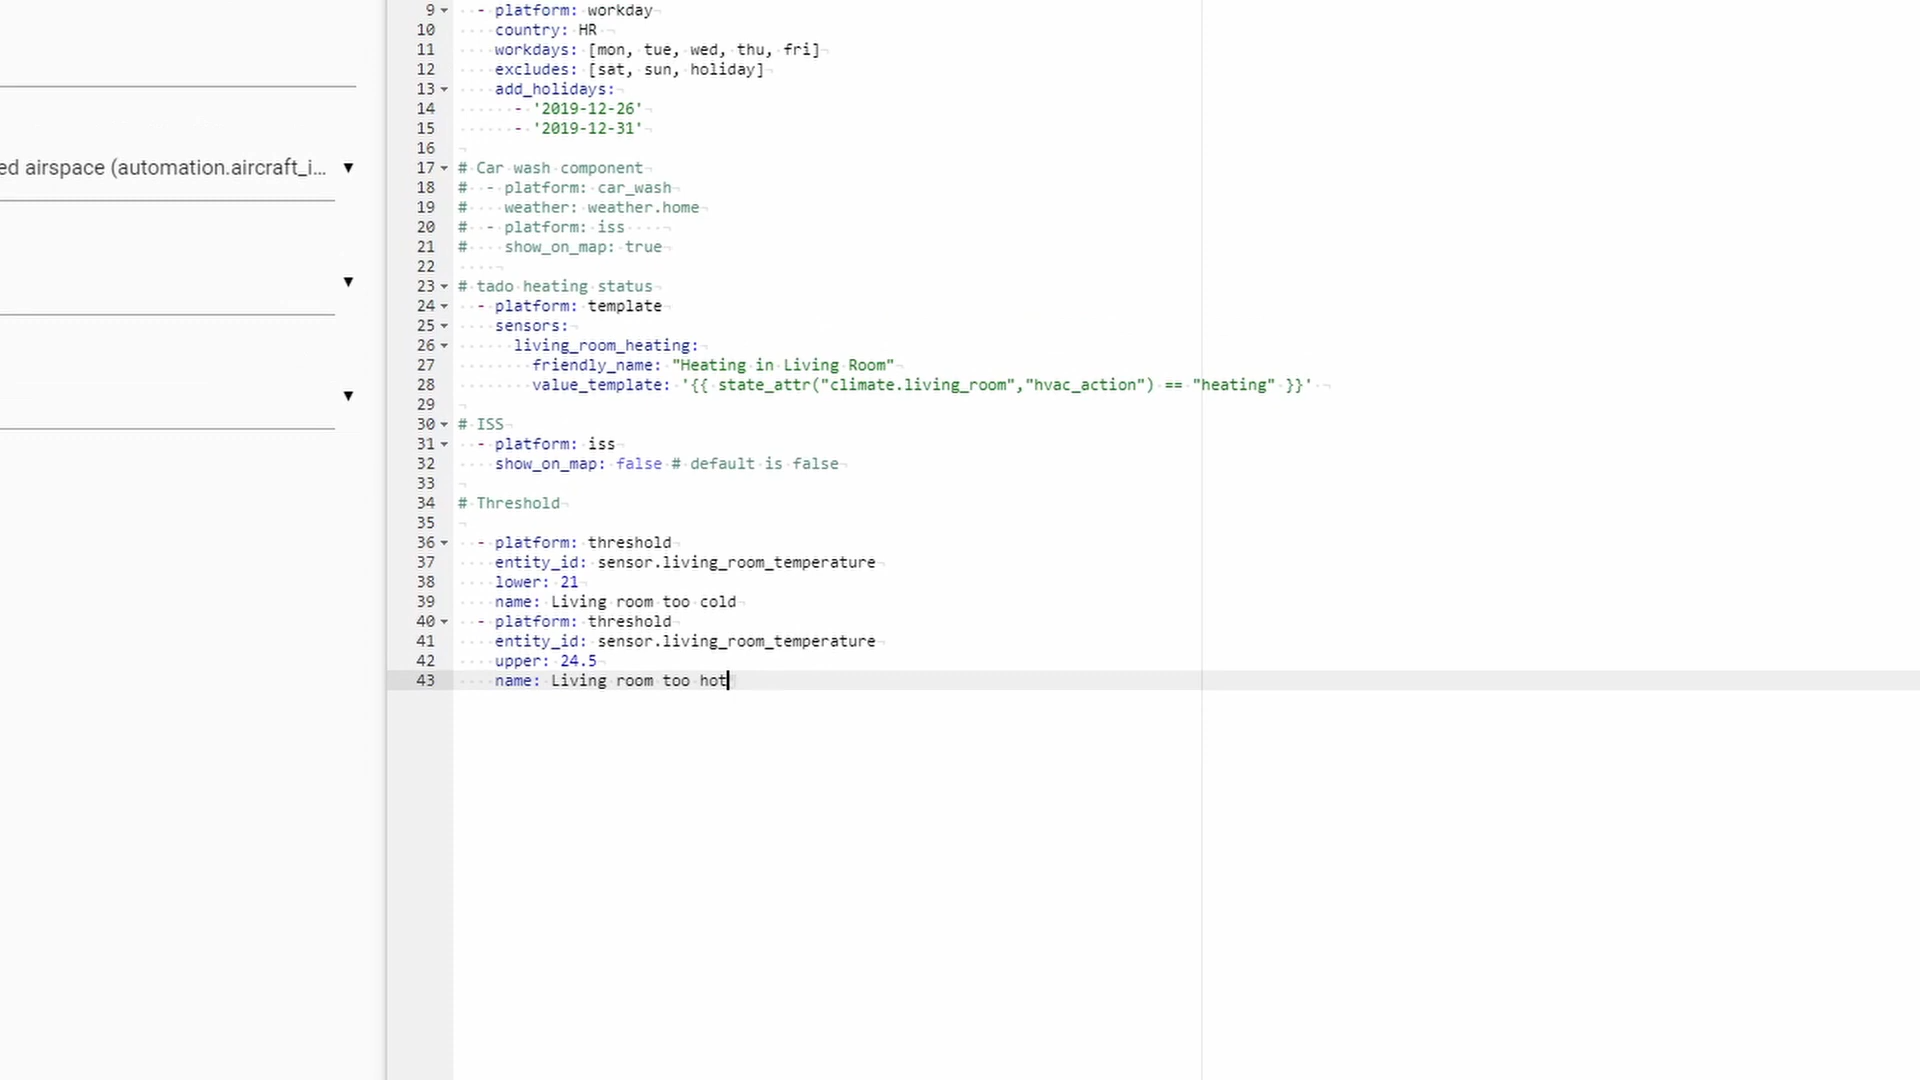 ed airspace (automation.aircraft_i...
9 - platform: workday
10 country: HR
11 workdays: [mon, tue, wed, thu, fri]
12 excludes: [sat, sun, holiday]
13 add_holidays:
14 - '2019-12-26'
15 - '2019-12-31'
16
17 # Car wash component
18 # - platform: car_wash
19 # weather: weather.home
20 # - platform: iss
21 # show_on_map: true
22
23 # tado heating status
24 - platform: template
25 sensors:
26 living_room_heating:
27 friendly_name: "Heating in Living Room"
28 value_template: '{{ state_attr("climate.living_room","hvac_action") == "heating" }}'
29
30 # ISS
31 - platform: iss
32 show_on_map: false # default is false
33
34 # Threshold
35
36 - platform: threshold
37 entity_id: sensor.living_room_temperature
38 lower: 21
39 name: Living room too cold
40 - platform: threshold
41 entity_id: sensor.living_room_temperature
42 upper: 24.5
43 name: Living room too hot